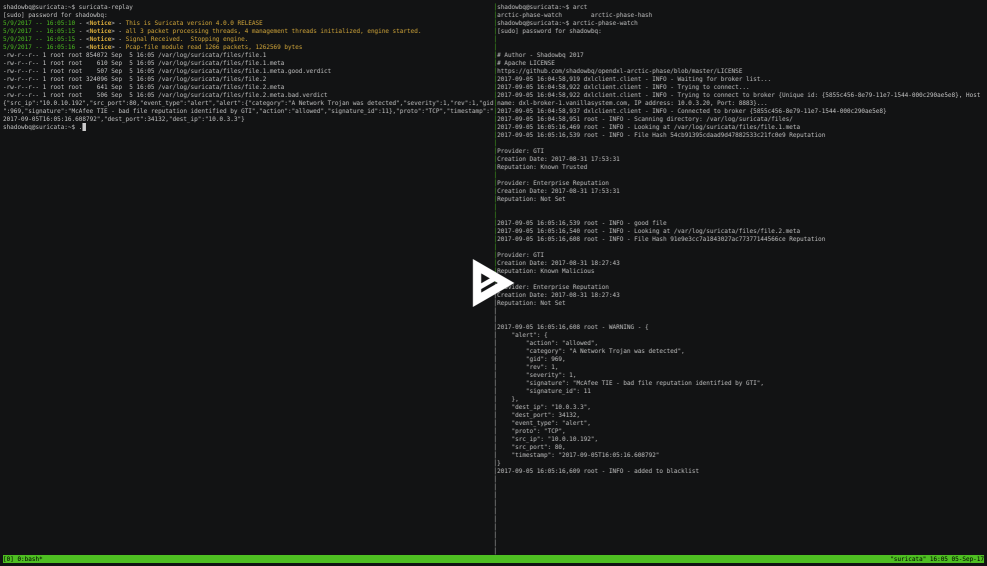 shadowbq@suricata:~$ suricata-replay
[sudo] password for shadowbq:
5/9/2017 -- 16:05:10 - <Notice> - This is Suricata version 4.0.0 RELEASE
5/9/2017 -- 16:05:15 - <Notice> - all 3 packet processing threads, 4 management threads initialized, engine started.
5/9/2017 -- 16:05:15 - <Notice> - Signal Received.  Stopping engine.
5/9/2017 -- 16:05:16 - <Notice> - Pcap-file module read 1266 packets, 1262569 bytes
-rw-r--r-- 1 root root 854072 Sep  5 16:05 /var/log/suricata/files/file.1
-rw-r--r-- 1 root root    610 Sep  5 16:05 /var/log/suricata/files/file.1.meta
-rw-r--r-- 1 root root    507 Sep  5 16:05 /var/log/suricata/files/file.1.meta.good.verdict
-rw-r--r-- 1 root root 324096 Sep  5 16:05 /var/log/suricata/files/file.2
-rw-r--r-- 1 root root    641 Sep  5 16:05 /var/log/suricata/files/file.2.meta
-rw-r--r-- 1 root root    506 Sep  5 16:05 /var/log/suricata/files/file.2.meta.bad.verdict
{"src_ip":"10.0.10.192","src_port":80,"event_type":"alert","alert":{"category":"A Network Trojan was detected","severity":1,"rev":1,"gid
":969,"signature":"McAfee TIE - bad file reputation identified by GTI","action":"allowed","signature_id":11},"proto":"TCP","timestamp":"
2017-09-05T16:05:16.608792","dest_port":34132,"dest_ip":"10.0.3.3"}
shadowbq@suricata:~$ .
shadowbq@suricata:~$ arct
arctic-phase-watch        arctic-phase-hash
shadowbq@suricata:~$ arctic-phase-watch
[sudo] password for shadowbq:
# Author - Shadowbq 2017
# Apache LICENSE
https://github.com/shadowbq/opendxl-arctic-phase/blob/master/LICENSE
2017-09-05 16:04:58,919 dxlclient.client - INFO - Waiting for broker list...
2017-09-05 16:04:58,922 dxlclient.client - INFO - Trying to connect...
2017-09-05 16:04:58,922 dxlclient.client - INFO - Trying to connect to broker {Unique id: {5855c456-8e79-11e7-1544-000c290ae5e8}, Host
name: dxl-broker-1.vanillasystem.com, IP address: 10.0.3.20, Port: 8883}...
2017-09-05 16:04:58,937 dxlclient.client - INFO - Connected to broker {5855c456-8e79-11e7-1544-000c290ae5e8}
2017-09-05 16:04:58,951 root - INFO - Scanning directory: /var/log/suricata/files/
2017-09-05 16:05:16,469 root - INFO - Looking at /var/log/suricata/files/file.1.meta
2017-09-05 16:05:16,539 root - INFO - File Hash 54cb91395cdaad9d47882533c21fc0e9 Reputation
Provider: GTI
Creation Date: 2017-08-31 17:53:31
Reputation: Known Trusted
Provider: Enterprise Reputation
Creation Date: 2017-08-31 17:53:31
Reputation: Not Set
2017-09-05 16:05:16,539 root - INFO - good file
2017-09-05 16:05:16,540 root - INFO - Looking at /var/log/suricata/files/file.2.meta
2017-09-05 16:05:16,608 root - INFO - File Hash 91e9e3cc7a1843027ac77377144566ce Reputation
Provider: GTI
Creation Date: 2017-08-31 18:27:43
Reputation: Known Malicious
Provider: Enterprise Reputation
Creation Date: 2017-08-31 18:27:43
Reputation: Not Set
2017-09-05 16:05:16,608 root - WARNING - {
    "alert": {
        "action": "allowed",
        "category": "A Network Trojan was detected",
        "gid": 969,
        "rev": 1,
        "severity": 1,
        "signature": "McAfee TIE - bad file reputation identified by GTI",
        "signature_id": 11
    },
    "dest_ip": "10.0.3.3",
    "dest_port": 34132,
    "event_type": "alert",
    "proto": "TCP",
    "src_ip": "10.0.10.192",
    "src_port": 80,
    "timestamp": "2017-09-05T16:05:16.608792"
}
2017-09-05 16:05:16,609 root - INFO - added to blacklist
[0] 0:bash*
"suricata" 16:05 05-Sep-17